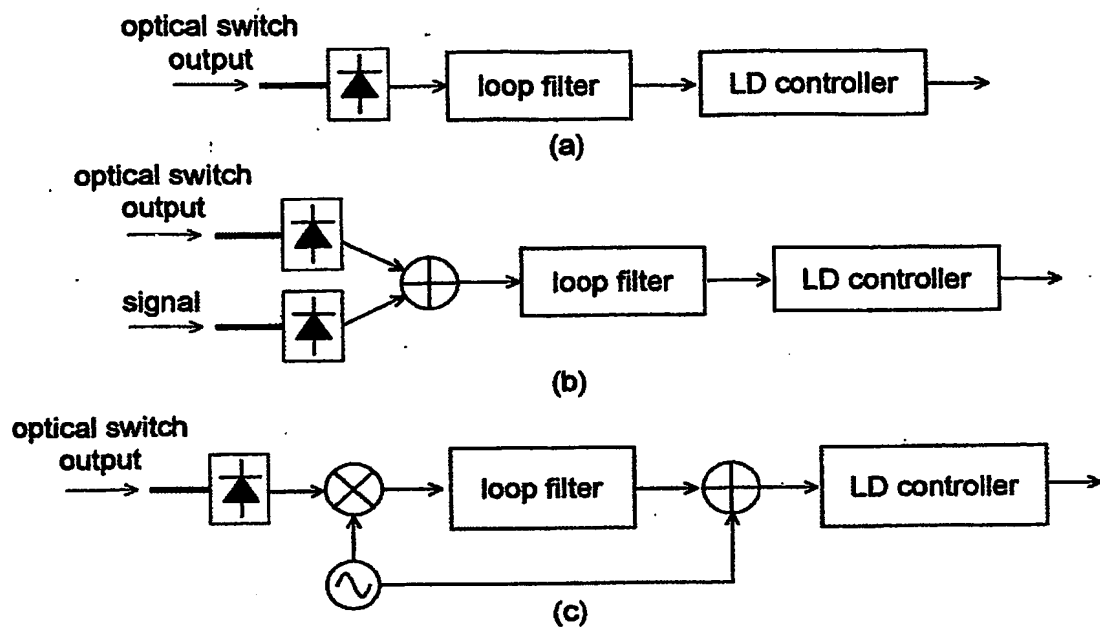 optical switch
output
loop filter
LD controller
(a)
optical switch
output
signal
loop filter
LD controller
(b)
optical switch
output
loop filter
LD controller
(c)